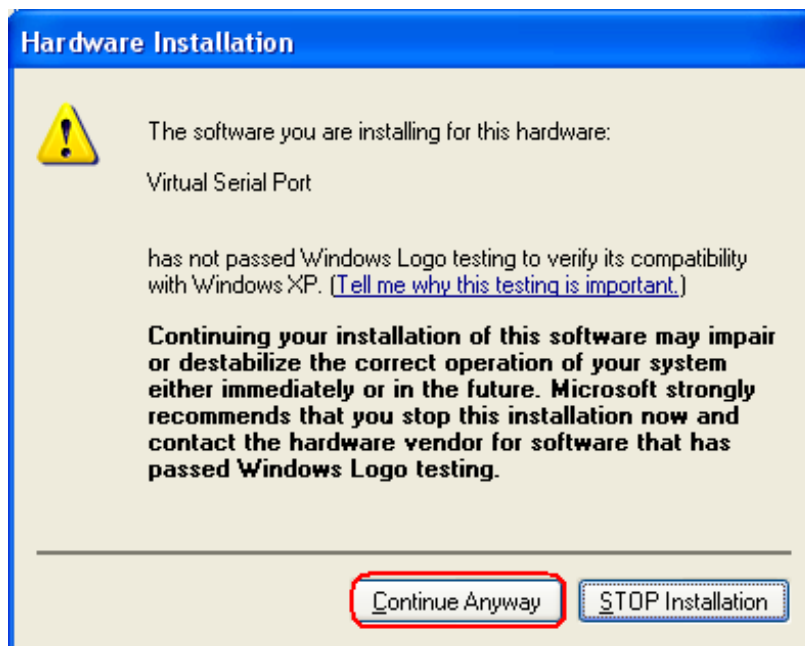 Hardware Installation
The software you are installing for this hardware:
Virtual Serial Port
has not passed Windows Logo testing to verify its compatibility
with Windows XP. (Tell me why this testing is important.)
Continuing your installation of this software may impair
or destabilize the correct operation of your system
either immediately or in the future. Microsoft strongly
recommends that you stop this installation now and
contact the hardware vendor for software that has
passed Windows Logo testing.
Continue Anyway
STOP Installation